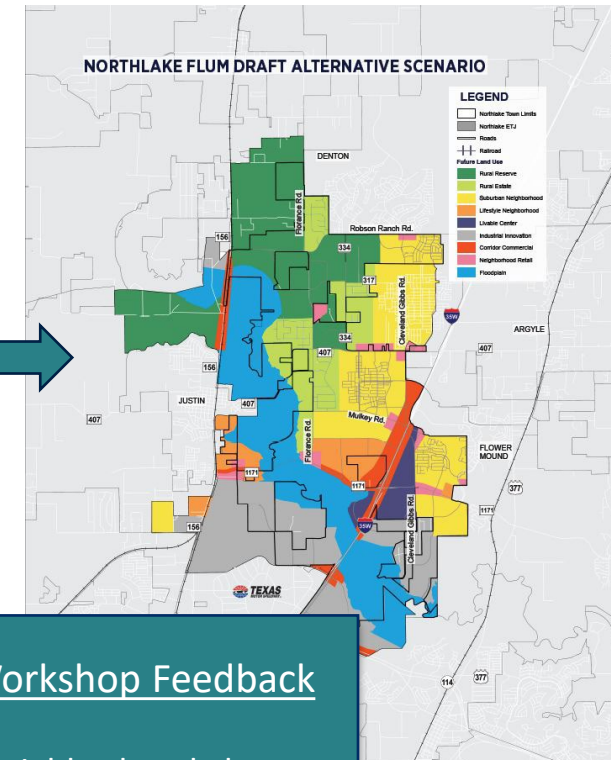 NORTHLAKE FLUM DRAFT ALTERNATIVE SCENARIO
LEGEND
Northlake Town Limits
Northlake ETJ
Roads
Railroad
Future Land Use
Rural Reserve
Rural Estate
Suburban Neighborhood
Lifestyle Neighborhood
Livable Center
Industrial Innovation
Corridor Commercial
Neighborhood Retail
Floodplain
DENTON
Florance Rd.
Robson Ranch Rd.
156
334
317
Cleveland Gibbs Rd.
35W
ARGYLE
407
334
407
156
JUSTIN
407
407
Mulkey Rd.
Florance Rd.
FLOWER
MOUND
1171
1171
377
1171
156
35W
Cleveland Gibbs Rd.
TEXAS
114
377
Workshop Feedback